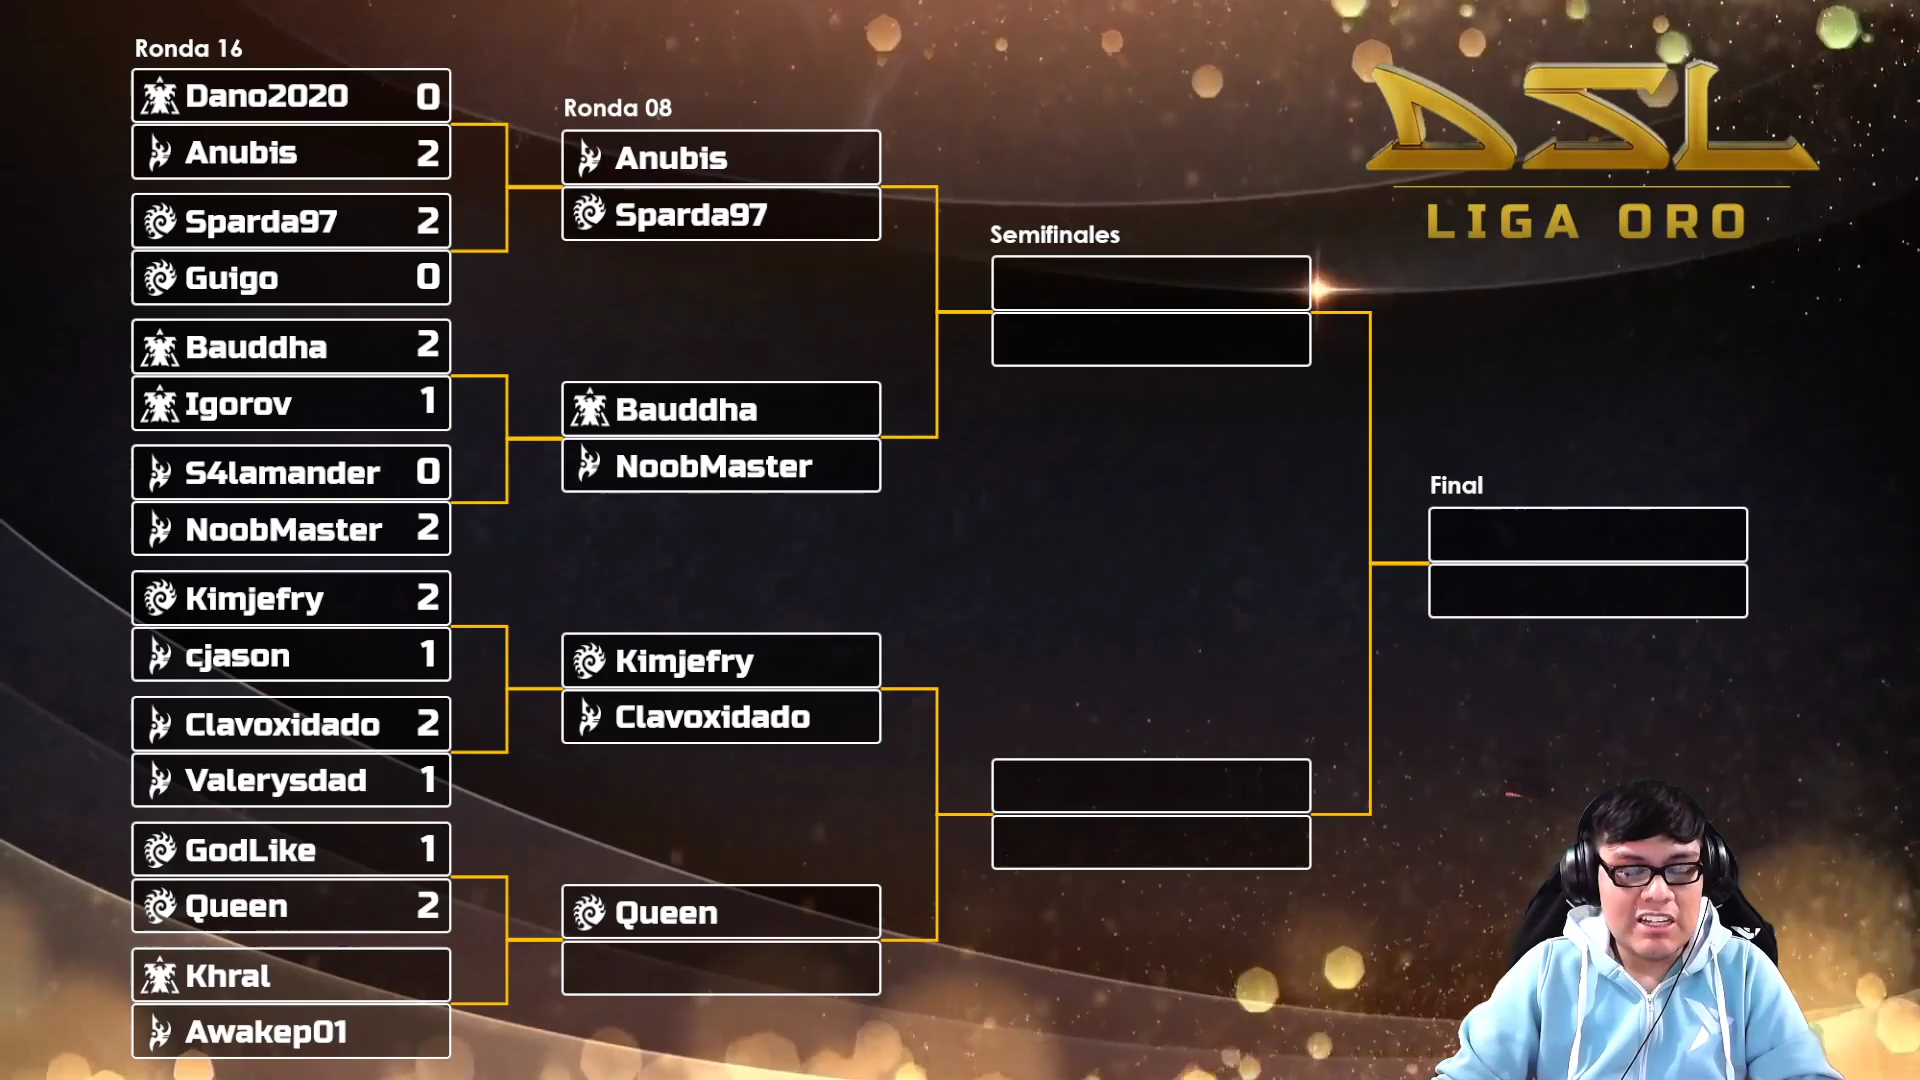 Ronda 16
Dano2020 0
Anubis 2
Sparda97 2
Guigo 0
Bauddha 2
Igorov 1
S4lamander 0
NoobMaster 2
Kimjefry 2
cjason 1
Clavoxidado 2
Valerysdad 1
GodLike 1
Queen 2
Khral
Awakep01
Ronda 08
Anubis
Sparda97
Bauddha
NoobMaster
Kimjefry
Clavoxidado
Queen
Semifinales
Final
DSL
LIGA ORO